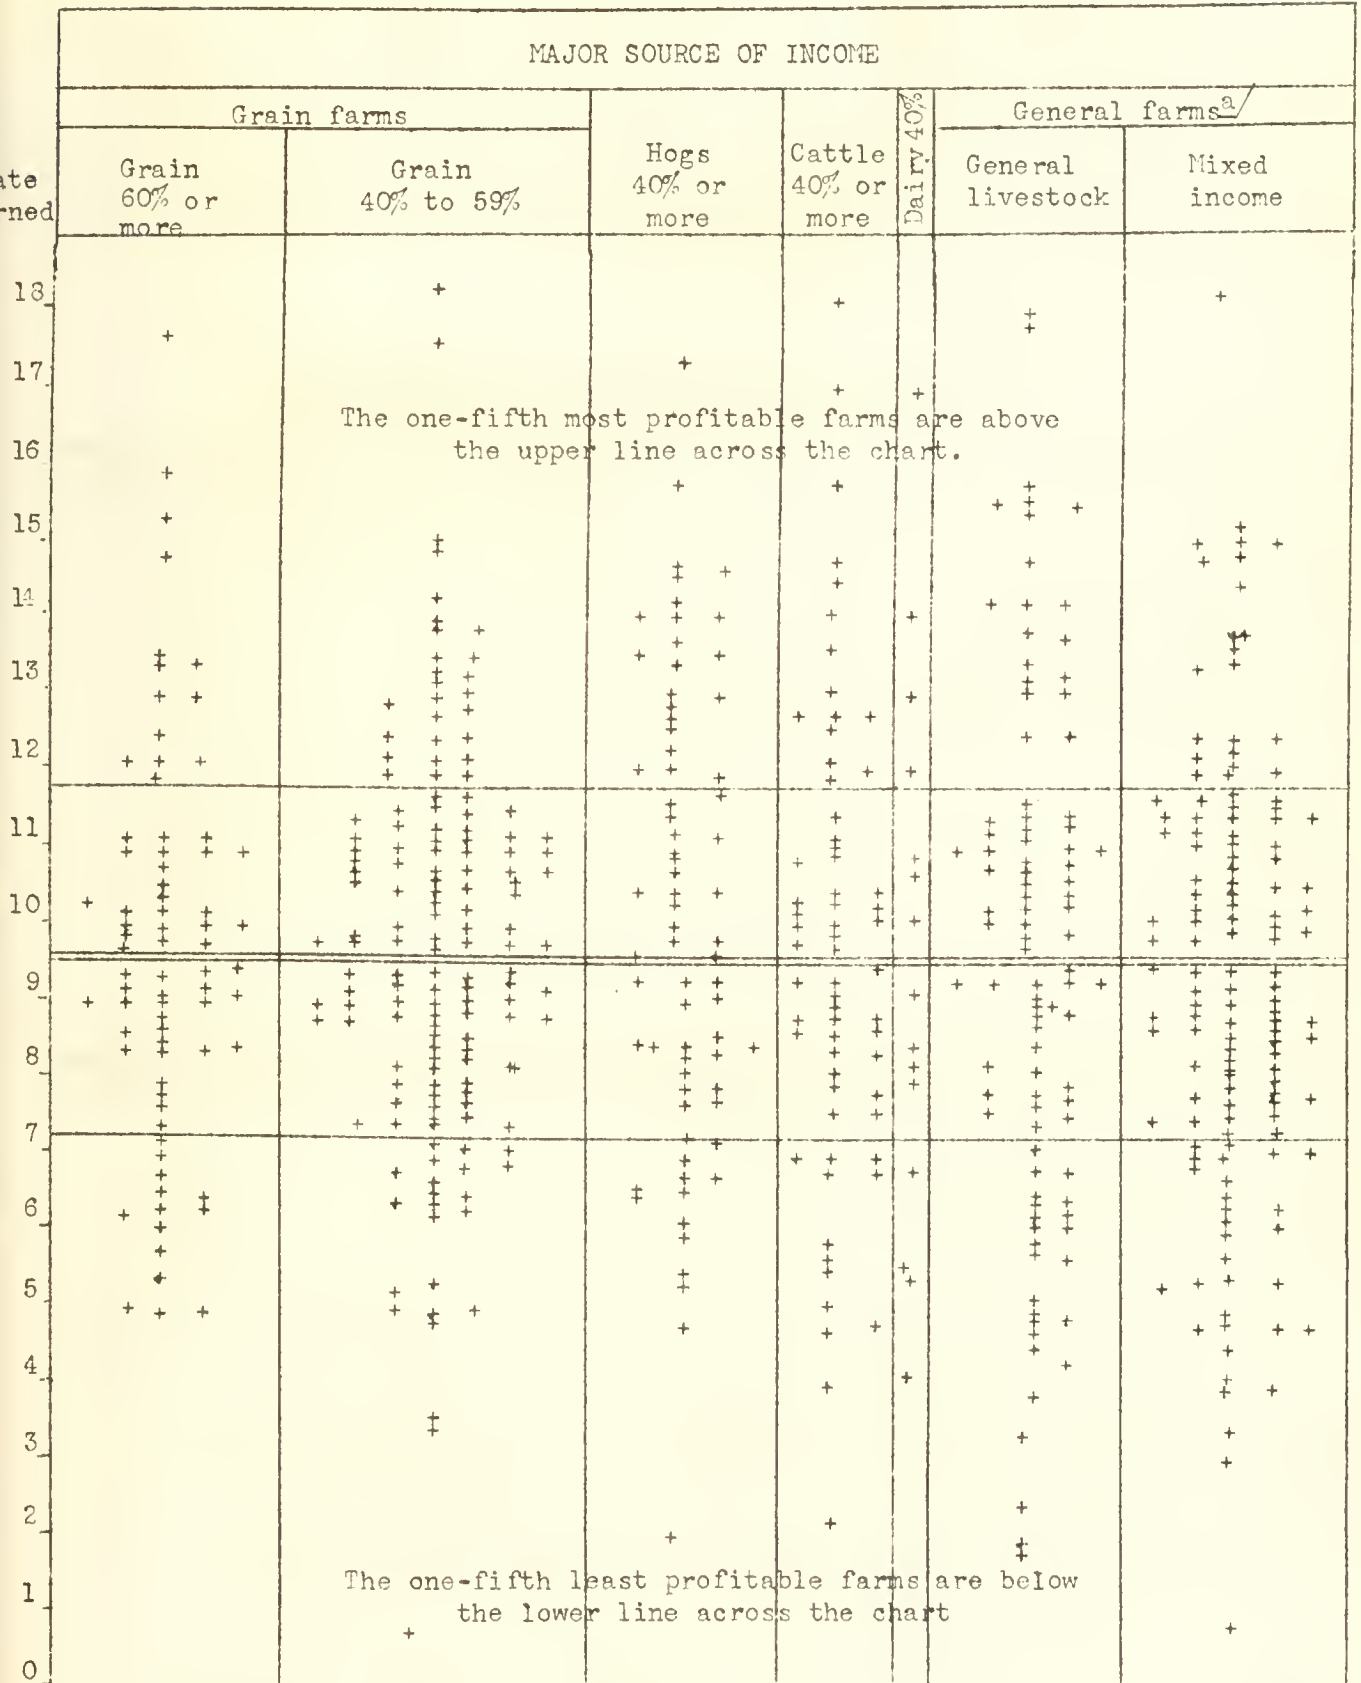 MAJOR SOURCE OF INCOME
Grain farms
General farms a/
ate
rned
Grain
60% or
more
Grain
40% to 59%
Hogs
40% or
more
Cattle
40% or
more
Dairy 40%
General
livestock
Mixed
income
18
17
The one-fifth most profitable farms are above
16
the upper line across the chart.
15
14
13
12
11
10
9
8
7
6
5
4
3
2
The one-fifth least profitable farms are below
1
the lower line across the chart
0